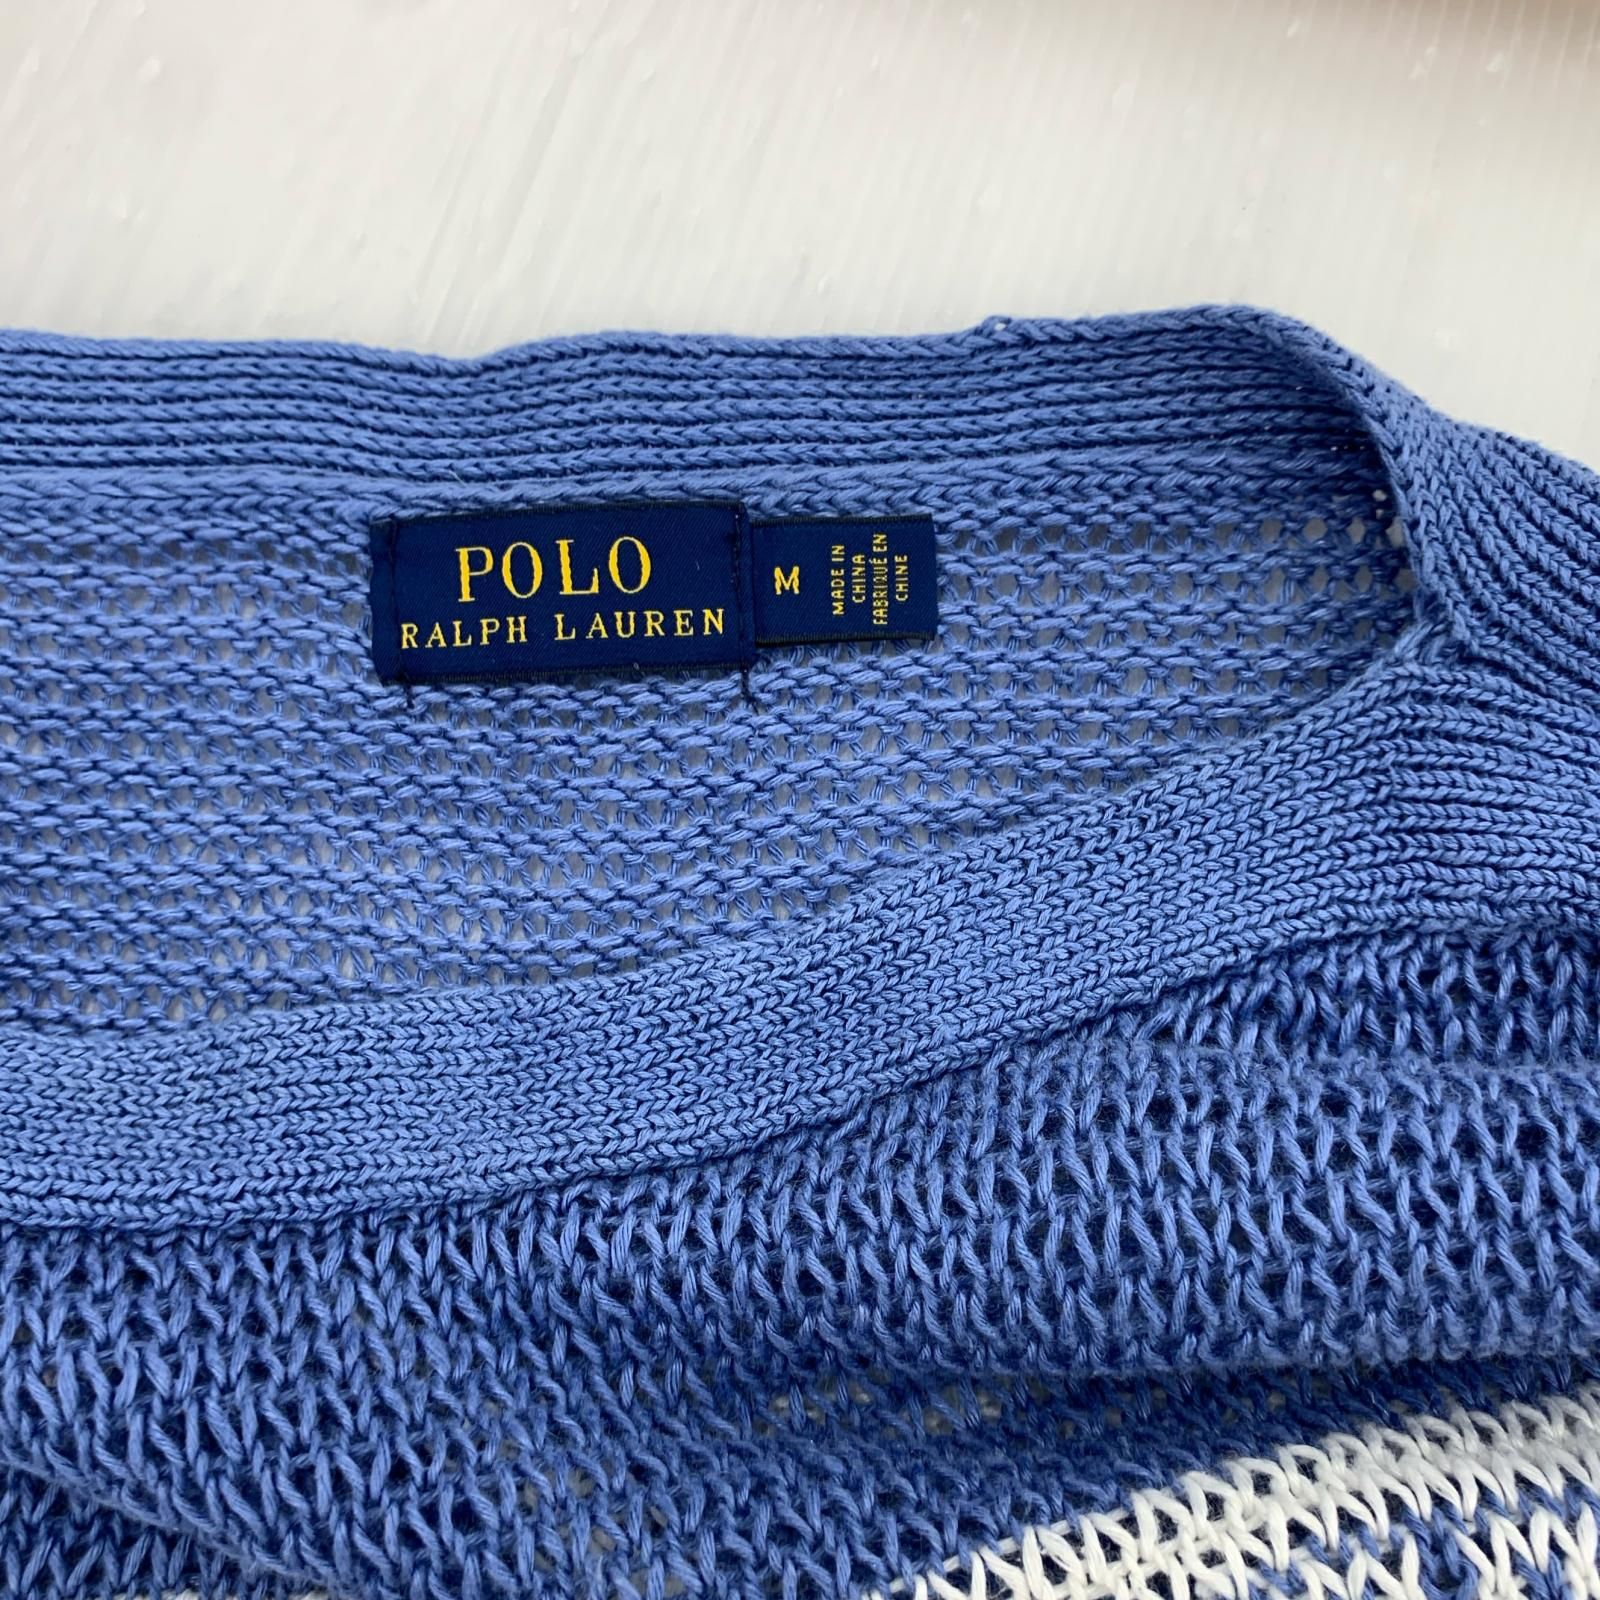 POLO
RALPH LAUREN
M
MADE IN
CHINA
FABRIQUÉ EN
CHINE